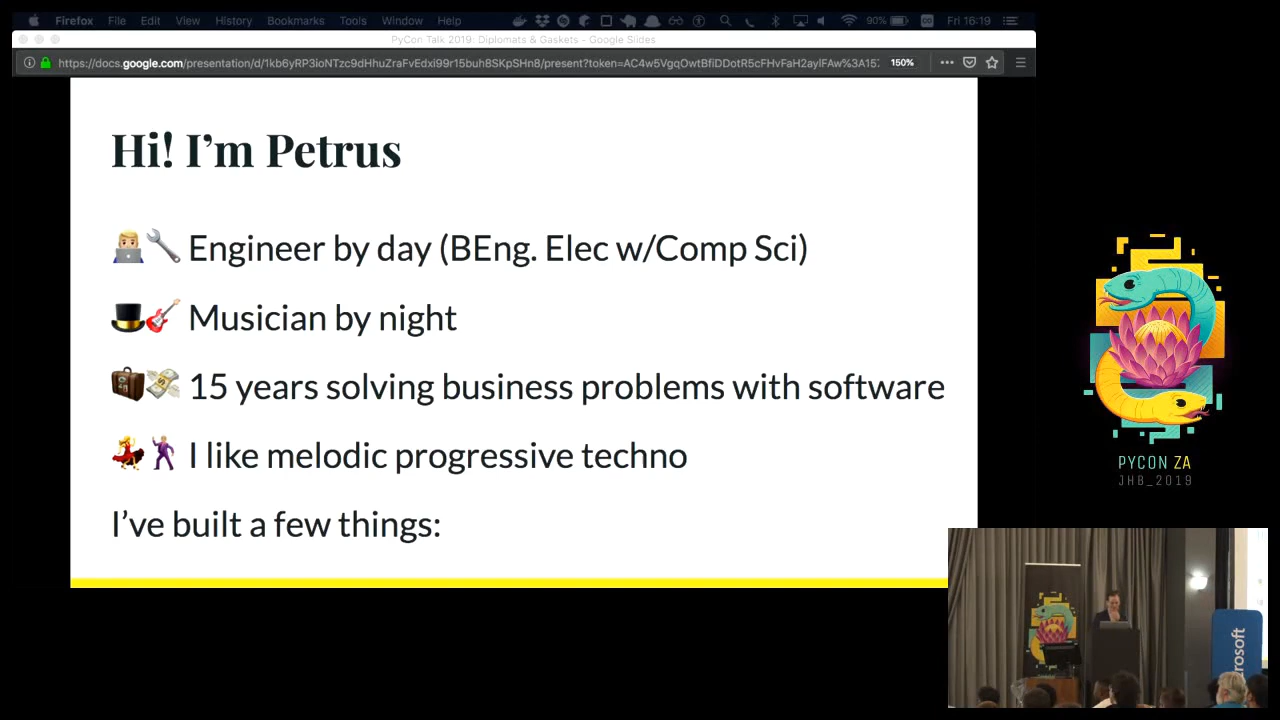 Firefox File Edit View History Bookmarks Tools Window Help 90% Fri 16:19
PyCon Talk 2019: Diplomats & Gaskets - Google Slides
150%
Hi! I’m Petrus
Engineer by day (BEng. Elec w/Comp Sci)
Musician by night
15 years solving business problems with software
I like melodic progressive techno
I’ve built a few things:
PYCON ZA
JHB_2019
rosoft